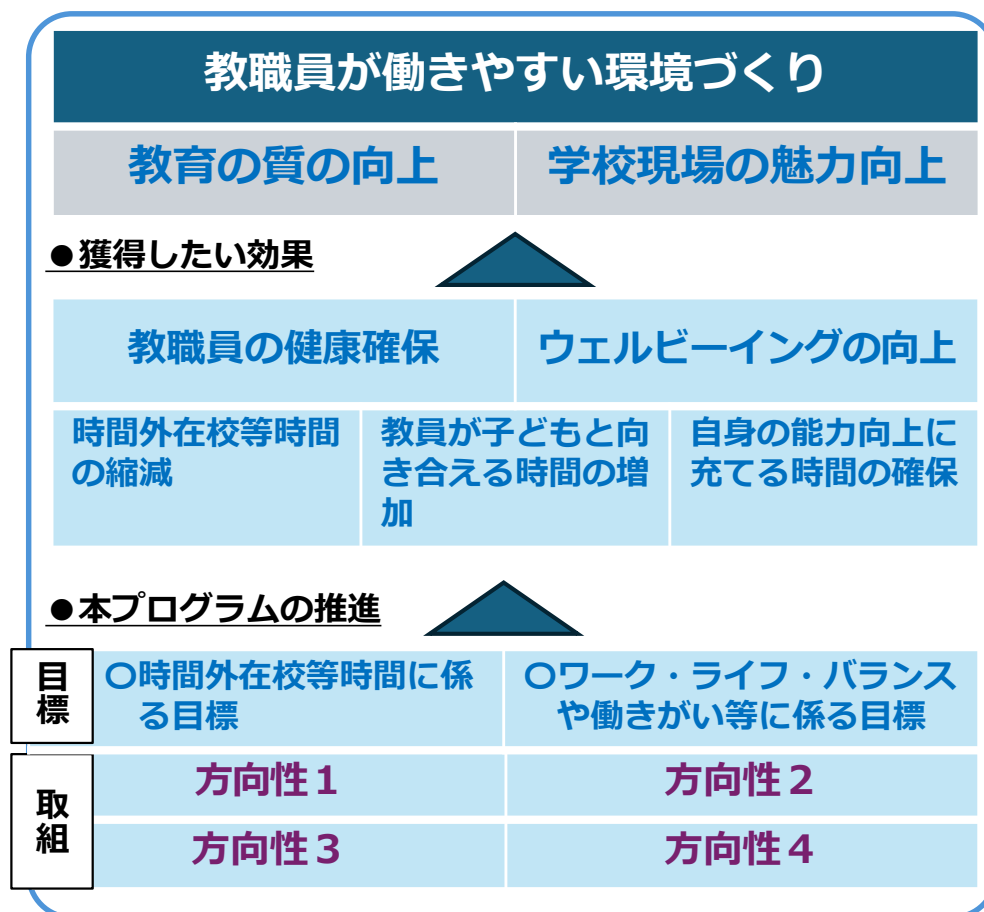 教職員が働きやすい環境づくり
教育の質の向上
学校現場の魅力向上
●獲得したい効果
教職員の健康確保
ウェルビーイングの向上
時間外在校等時間
の縮減
教員が子どもと向
き合える時間の増
加
自身の能力向上に
充てる時間の確保
●本プログラムの推進
目標
〇時間外在校等時間に係
る目標
〇ワーク・ライフ・バランス
や働きがい等に係る目標
取組
方向性１
方向性２
方向性３
方向性４